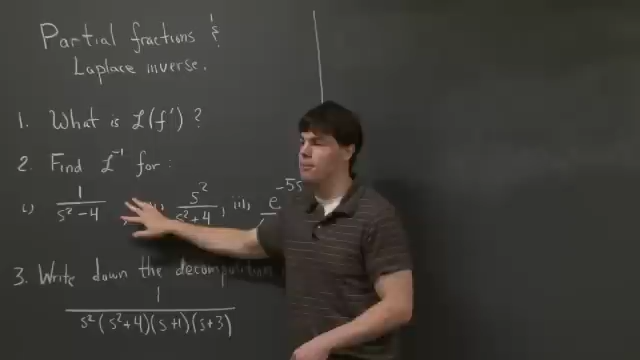 Partial fractions &
Laplace inverse.
1. What is ℒ(f') ?
2. Find ℒ⁻¹ for :
i) 1/(s²-4) , s²/(s²+4) , iii) e^-5s
3. Write down the decomposition
1/(s²(s²+4)(s+1)(s+3))